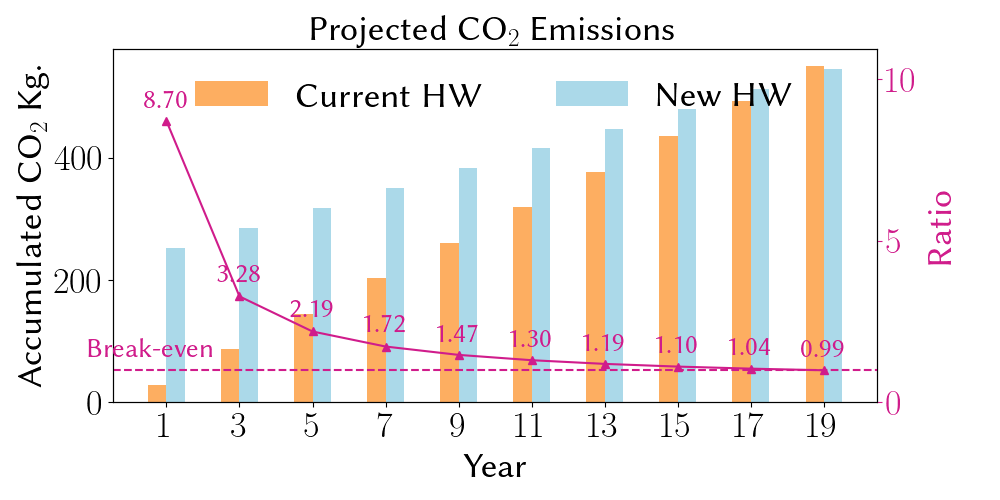 Projected CO₂ Emissions
Accumulated CO₂ Kg.
Current HW
New HW
8.70
3.28
2.19
1.72
1.47
1.30
1.19
1.10
1.04
0.99
Break-even
400
200
0
10
5
0
Ratio
1 3 5 7 9 11 13 15 17 19
Year